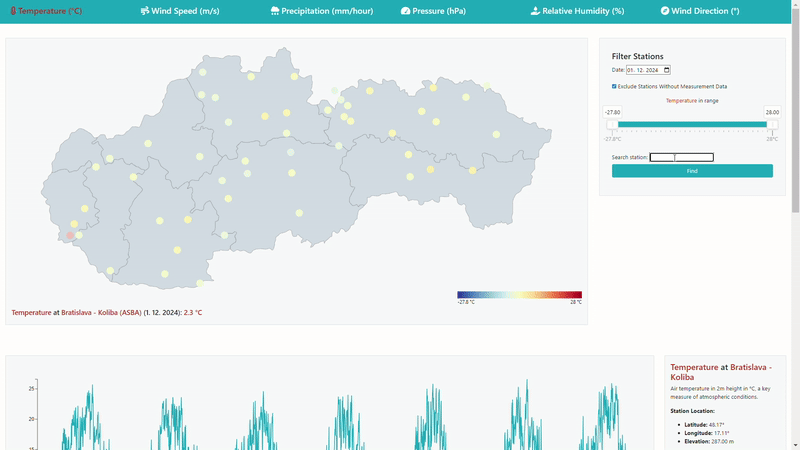 Temperature (°C)
Wind Speed (m/s)
Precipitation (mm/hour)
Pressure (hPa)
Relative Humidity (%)
Wind Direction (°)
Filter Stations
Date: 01. 12. 2024
Exclude Stations Without Measurement Data
Temperature in range
-27.80
28.00
-27.8°C
28°C
Search station:
Find
-27.8 °C
28 °C
Temperature at Bratislava - Koliba (ASBA) (1. 12. 2024): 2.3 °C
25
20
15
Temperature at Bratislava -
Koliba
Air temperature in 2m height in °C, a key
measure of atmospheric conditions.
Station Location:
Latitude: 48.17°
Longitude: 17.11°
Elevation: 287.00 m